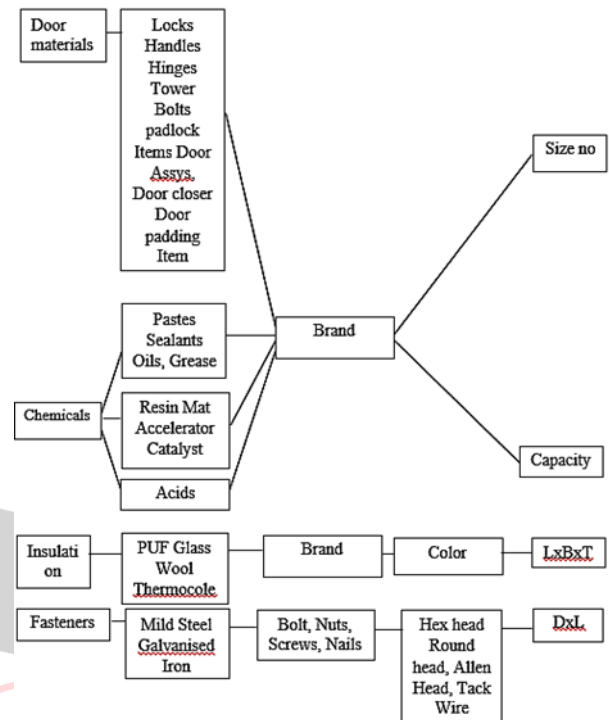 Door
materials
Locks
Handles
Hinges
Tower
Bolts
padlock
Items Door
Assys.
Door closer
Door
padding
Item
Size no
Pastes
Sealants
Oils, Grease
Brand
Chemicals
Resin Mat
Accelerator
Catalyst
Capacity
Acids
Insulati
on
PUF Glass
Wool
Thermocole
Brand
Color
LxBxT
Fasteners
Mild Steel
Galvanised
Iron
Bolt, Nuts,
Screws, Nails
Hex head
Round
head, Allen
Head, Tack
Wire
DxL